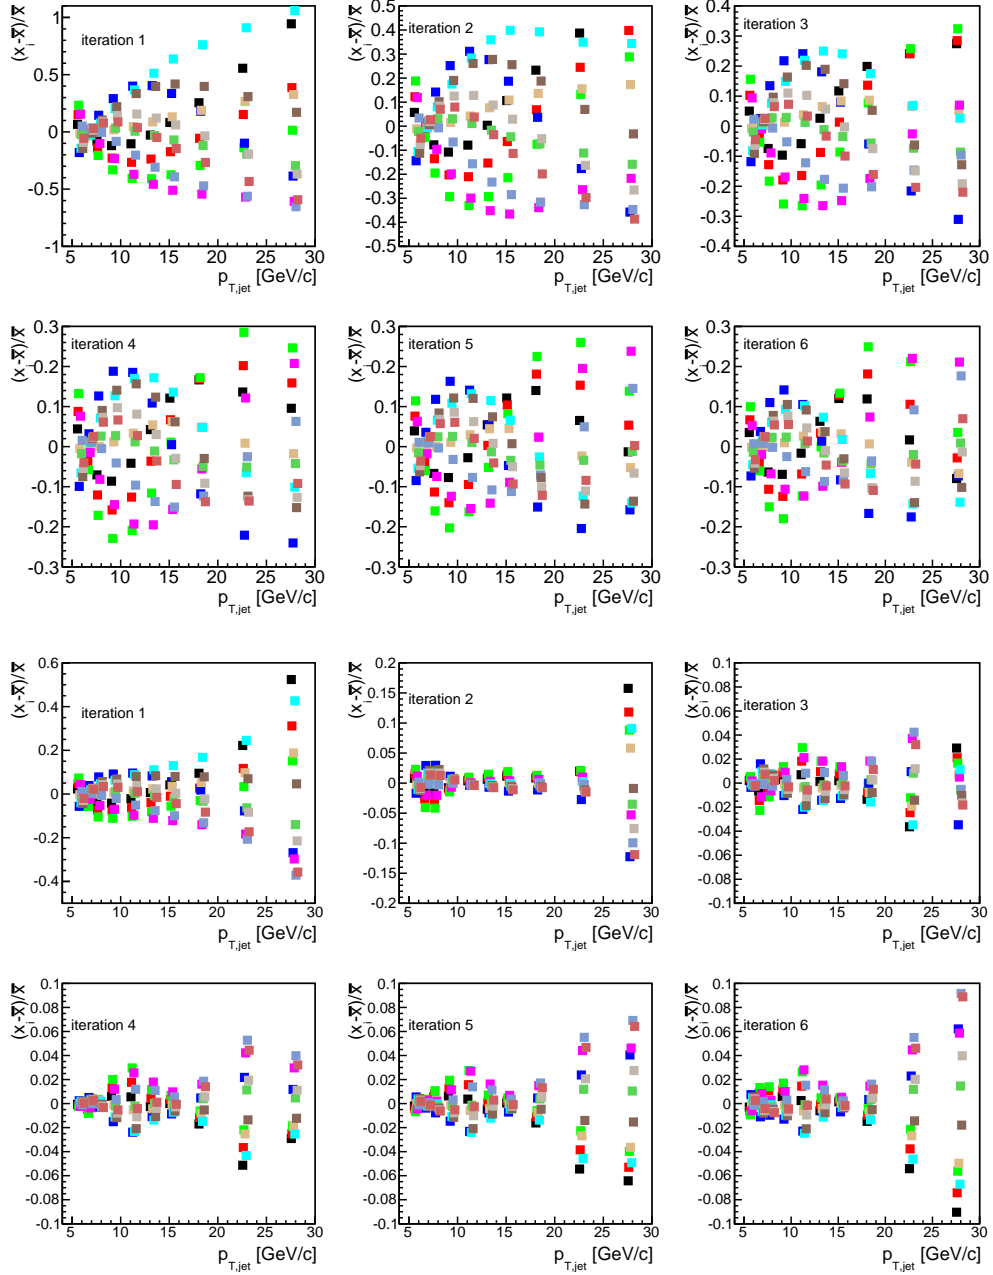 (x_i-x̄)/x̄
iteration 1
1
0.5
0
-0.5
-1
5 10 15 20 25 30
p_T,jet [GeV/c]
(x_i-x̄)/x̄
iteration 2
0.5
0.4
0.3
0.2
0.1
0
-0.1
-0.2
-0.3
-0.4
-0.5
5 10 15 20 25 30
p_T,jet [GeV/c]
(x_i-x̄)/x̄
iteration 3
0.4
0.3
0.2
0.1
0
-0.1
-0.2
-0.3
-0.4
5 10 15 20 25 30
p_T,jet [GeV/c]
(x_i-x̄)/x̄
iteration 4
0.3
-0.2
0.1
0
-0.1
-0.2
-0.3
5 10 15 20 25 30
p_T,jet [GeV/c]
(x_i-x̄)/x̄
iteration 5
0.3
-0.2
0.1
0
-0.1
-0.2
-0.3
5 10 15 20 25 30
p_T,jet [GeV/c]
(x_i-x̄)/x̄
iteration 6
0.3
-0.2
0.1
0
-0.1
-0.2
-0.3
5 10 15 20 25 30
p_T,jet [GeV/c]
(x_i-x̄)/x̄
iteration 1
0.6
0.4
0.2
0
-0.2
-0.4
5 10 15 20 25 30
p_T,jet [GeV/c]
(x_i-x̄)/x̄
iteration 2
0.2
0.15
0.1
0.05
0
-0.05
-0.1
-0.15
-0.2
5 10 15 20 25 30
p_T,jet [GeV/c]
(x_i-x̄)/x̄
iteration 3
0.1
0.08
0.06
0.04
0.02
0
-0.02
-0.04
-0.06
-0.08
-0.1
5 10 15 20 25 30
p_T,jet [GeV/c]
(x_i-x̄)/x̄
iteration 4
0.1
0.08
0.06
0.04
0.02
0
-0.02
-0.04
-0.06
-0.08
-0.1
5 10 15 20 25 30
p_T,jet [GeV/c]
(x_i-x̄)/x̄
iteration 5
0.1
0.08
0.06
0.04
0.02
0
-0.02
-0.04
-0.06
-0.08
-0.1
5 10 15 20 25 30
p_T,jet [GeV/c]
(x_i-x̄)/x̄
iteration 6
0.1
0.08
0.06
0.04
0.02
0
-0.02
-0.04
-0.06
-0.08
-0.1
5 10 15 20 25 30
p_T,jet [GeV/c]